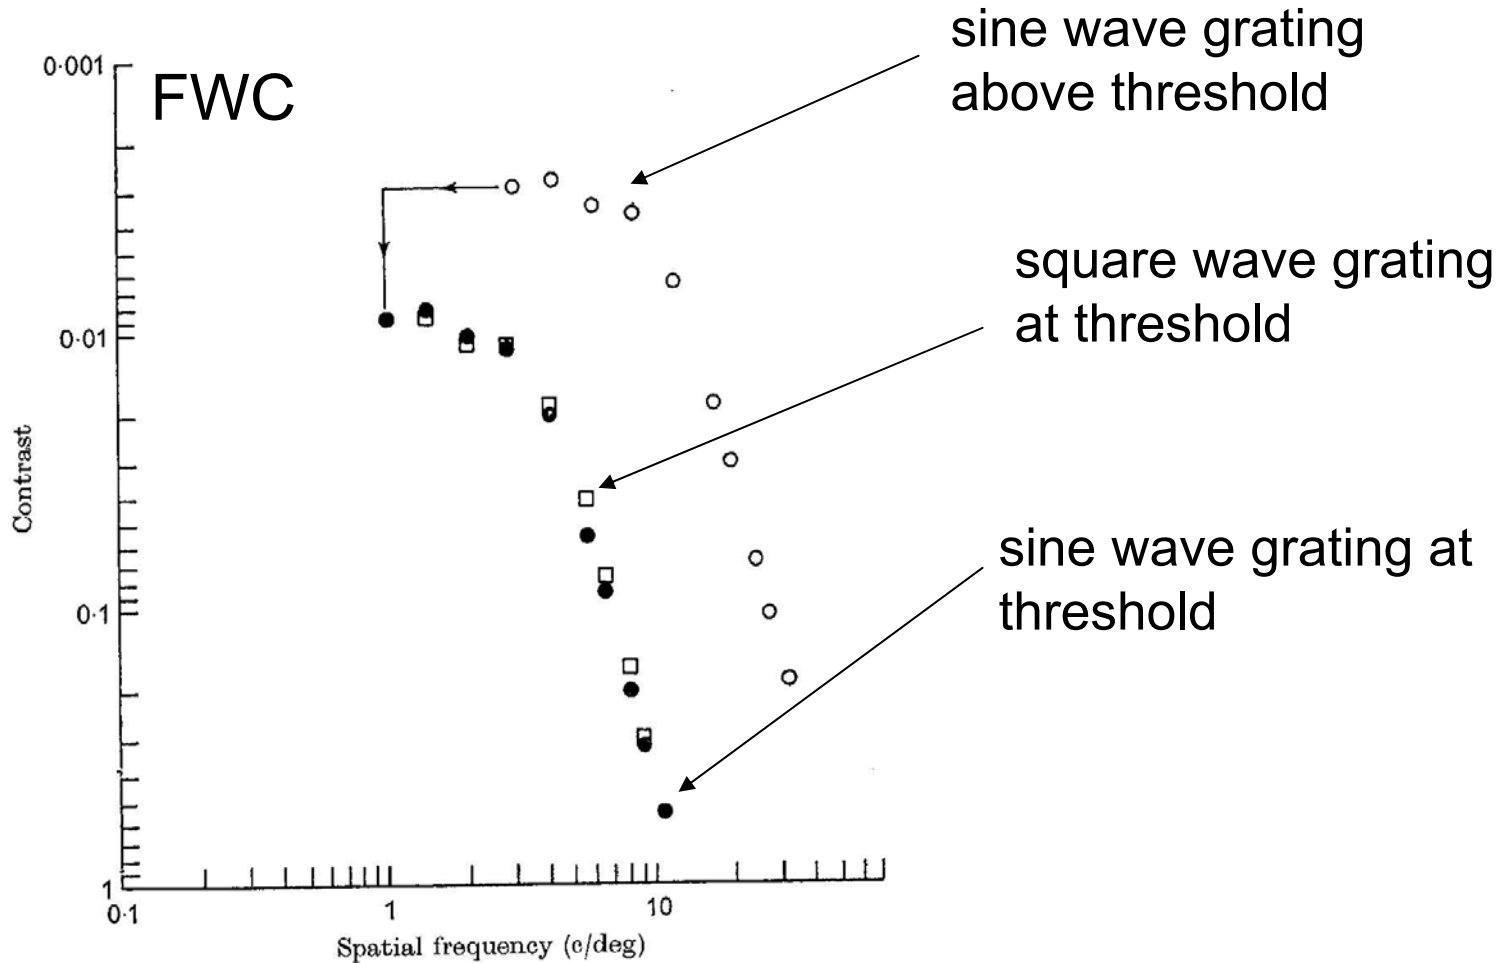 sine wave grating
above threshold
0·001
FWC
square wave grating
at threshold
0·01
Contrast
sine wave grating at
threshold
0·1
1
0·1
1
10
Spatial frequency (c/deg)